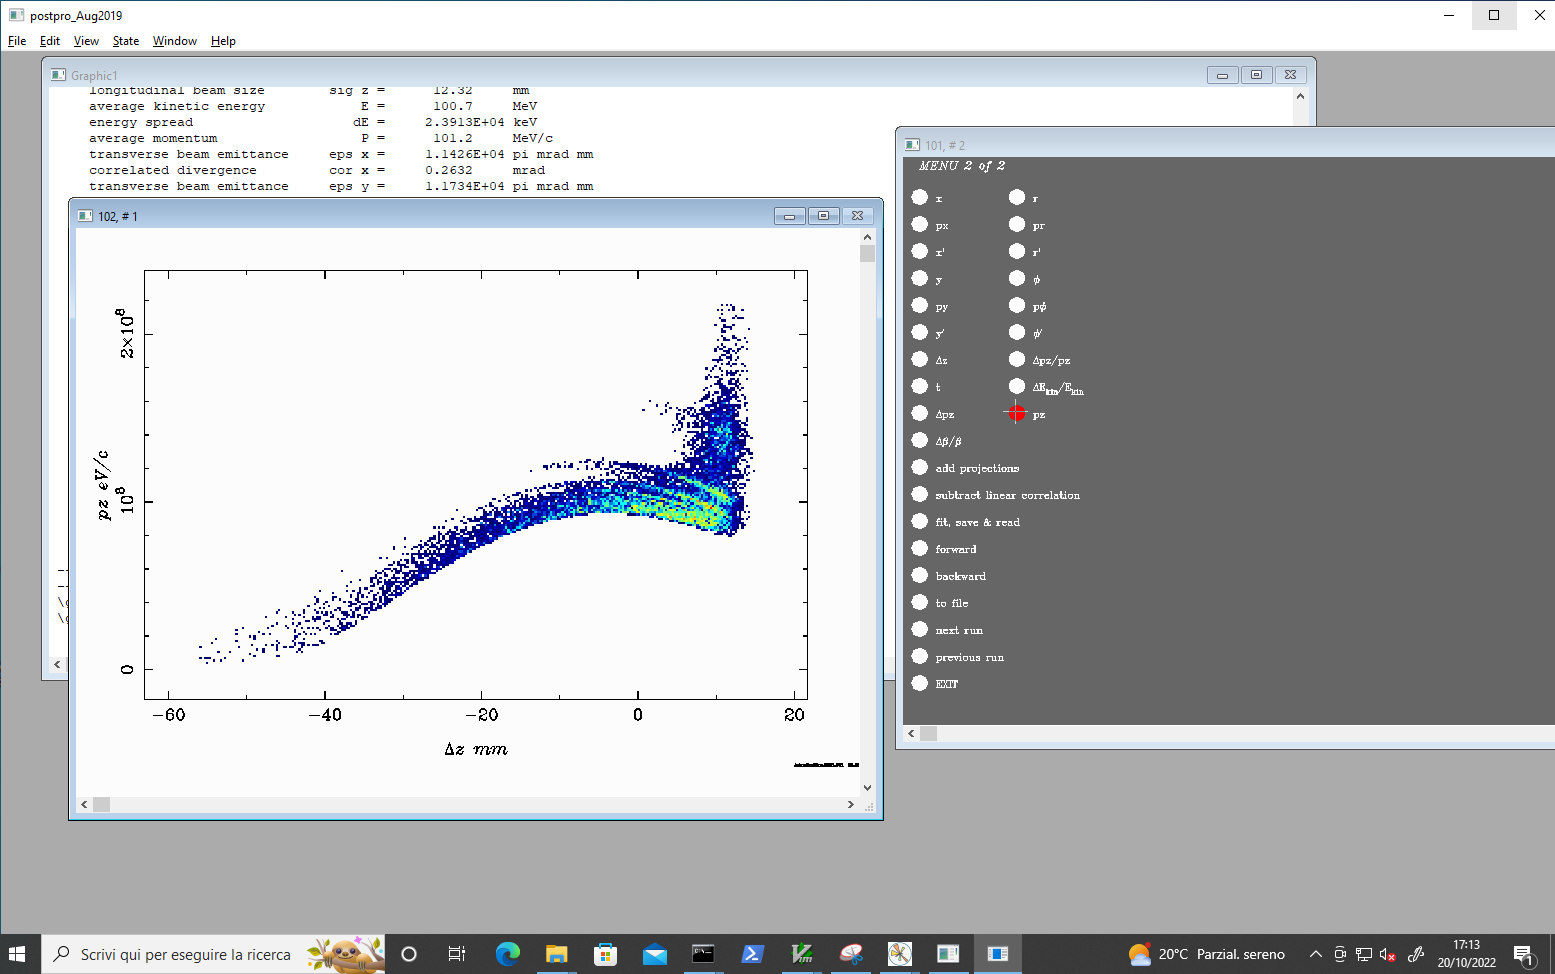 postpro_Aug2019
File Edit View State Window Help
Graphic1
longitudinal beam size sig z = 12.32 mm
average kinetic energy E = 100.7 MeV
energy spread dE = 2.3913E+04 keV
average momentum P = 101.2 MeV/c
transverse beam emittance eps x = 1.1426E+04 pi mrad mm
correlated divergence cor x = 0.2632 mrad
transverse beam emittance eps y = 1.1734E+04 pi mrad mm
102, # 1
2×10⁸
10⁸
0
pz eV/c
-60 -40 -20 0 20
Δz mm
101, # 2
MENU 2 of 2
x r
px pr
x' r'
y ϕ
py pϕ
y' ϕ'
Δz Δpz/pz
t ΔEkin/Ekin
Δpz pz
Δβ/β
add projections
subtract linear correlation
fit, save & read
forward
backward
to file
next run
previous run
EXIT
Scrivi qui per eseguire la ricerca
20°C Parzial. sereno
17:13
20/10/2022
1